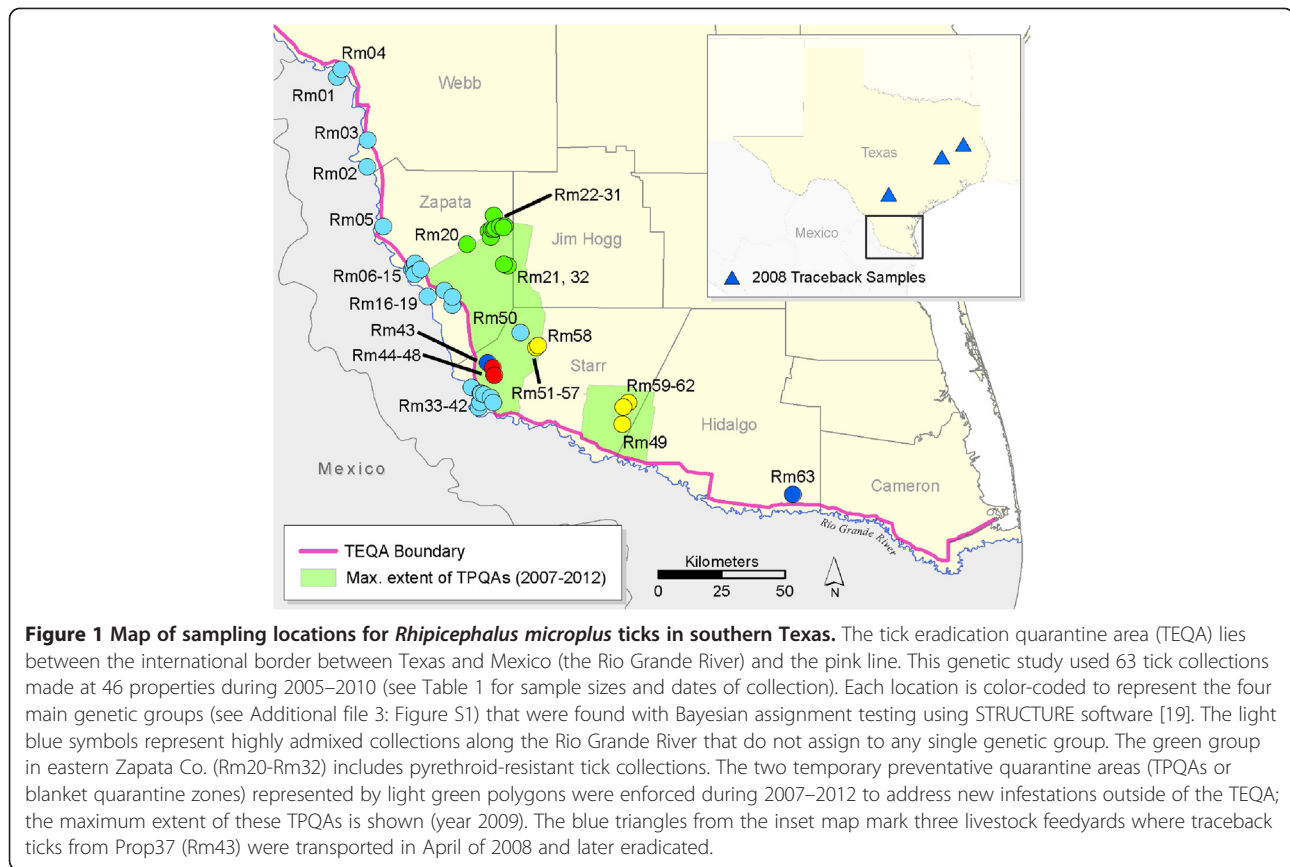 Rm04
Webb
Rm01
Rm03
Texas
Rm02
Zapata
Rm22-31
Rm05
Rm20
Jim Hogg
Mexico
Rm21, 32
2008 Traceback Samples
Rm06-15
Rm16-19
Rm50
Rm58
Rm43
Rm44-48
Starr
Rm51-57
Rm59-62
Rm33-42
Hidalgo
Rm49
Mexico
Rm63
Cameron
Rio Grande River
TEQA Boundary
Max. extent of TPQAs (2007-2012)
Kilometers
0 25 50
N
Figure 1 Map of sampling locations for Rhipicephalus microplus ticks in southern Texas. The tick eradication quarantine area (TEQA) lies
between the international border between Texas and Mexico (the Rio Grande River) and the pink line. This genetic study used 63 tick collections
made at 46 properties during 2005–2010 (see Table 1 for sample sizes and dates of collection). Each location is color-coded to represent the four
main genetic groups (see Additional file 3: Figure S1) that were found with Bayesian assignment testing using STRUCTURE software [19]. The light
blue symbols represent highly admixed collections along the Rio Grande River that do not assign to any single genetic group. The green group
in eastern Zapata Co. (Rm20-Rm32) includes pyrethroid-resistant tick collections. The two temporary preventative quarantine areas (TPQAs or
blanket quarantine zones) represented by light green polygons were enforced during 2007–2012 to address new infestations outside of the TEQA;
the maximum extent of these TPQAs is shown (year 2009). The blue triangles from the inset map mark three livestock feedyards where traceback
ticks from Prop37 (Rm43) were transported in April of 2008 and later eradicated.